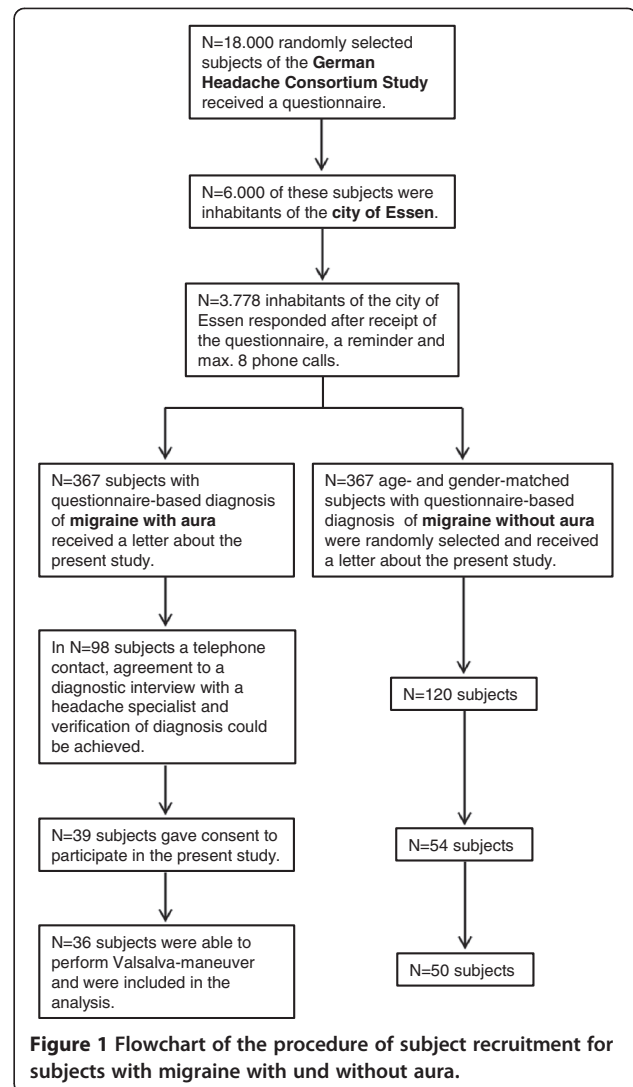 N=18.000 randomly selected
subjects of the German
Headache Consortium Study
received a questionnaire.
N=6.000 of these subjects were
inhabitants of the city of Essen.
N=3.778 inhabitants of the city of
Essen responded after receipt of
the questionnaire, a reminder and
max. 8 phone calls.
N=367 subjects with
questionnaire-based diagnosis
of migraine with aura
received a letter about the
present study.
N=367 age- and gender-matched
subjects with questionnaire-based
diagnosis of migraine without aura
were randomly selected and received
a letter about the present study.
In N=98 subjects a telephone
contact, agreement to a
diagnostic interview with a
headache specialist and
verification of diagnosis could
be achieved.
N=120 subjects
N=39 subjects gave consent to
participate in the present study.
N=54 subjects
N=36 subjects were able to
perform Valsalva-maneuver
and were included in the
analysis.
N=50 subjects
Figure 1 Flowchart of the procedure of subject recruitment for
subjects with migraine with und without aura.